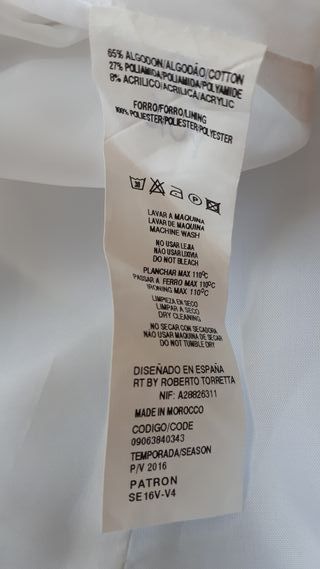 65% ALGODON/ALGODÃO/COTTON
27% POLIAMIDA/POLIAMIDA/POLYAMIDE
8% ACRILICO/ACRILICA/ACRYLIC
FORRO/FORRO/LINING
100% POLIESTER/POLIESTER/POLYESTER
30 P
LAVAR A MAQUINA
LAVAR DE MAQUINA
MACHINE WASH
NO USAR LEJIA
NÃO USAR LIXIVIA
DO NOT BLEACH
PLANCHAR MAX 110ºC
PASSAR A FERRO MAX 110ºC
IRONING MAX 110ºC
LIMPIEZA EN SECO
LIMPAR A SECO
DRY CLEANING
NO SECAR CON SECADORA
NÃO USAR MAQUINA DE SECAR
DO NOT TUMBLE DRY
DISEÑADO EN ESPAÑA
RT BY ROBERTO TORRETTA
NIF: A28826311
MADE IN MOROCCO
CODIGO/CODE
09063840343
TEMPORADA/SEASON
P/V 2016
PATRON
SE16V-V4